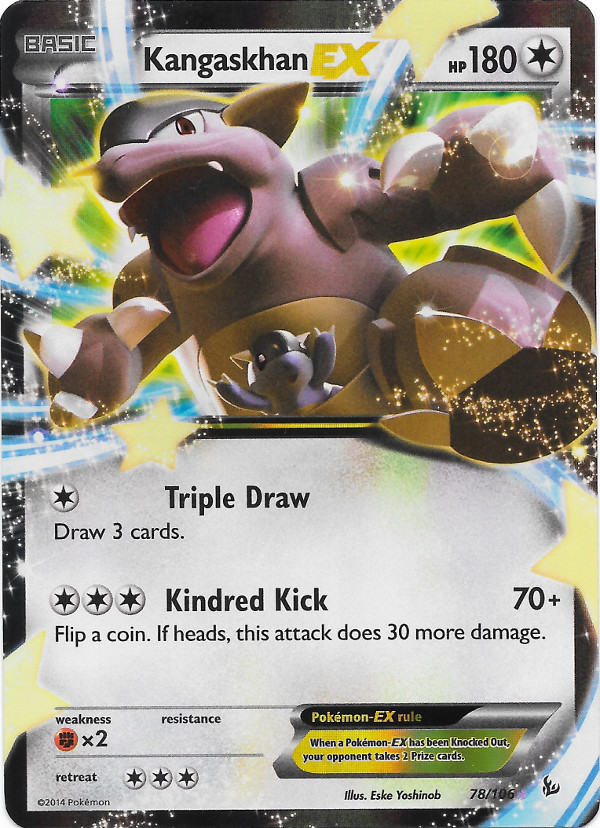 BASIC
Kangaskhan EX
HP 180
Triple Draw
Draw 3 cards.
Kindred Kick 70+
Flip a coin. If heads, this attack does 30 more damage.
weakness resistance
×2
retreat
Pokémon-EX rule
When a Pokémon-EX has been Knocked Out,
your opponent takes 2 Prize cards.
©2014 Pokémon
Illus. Eske Yoshinob
78/106